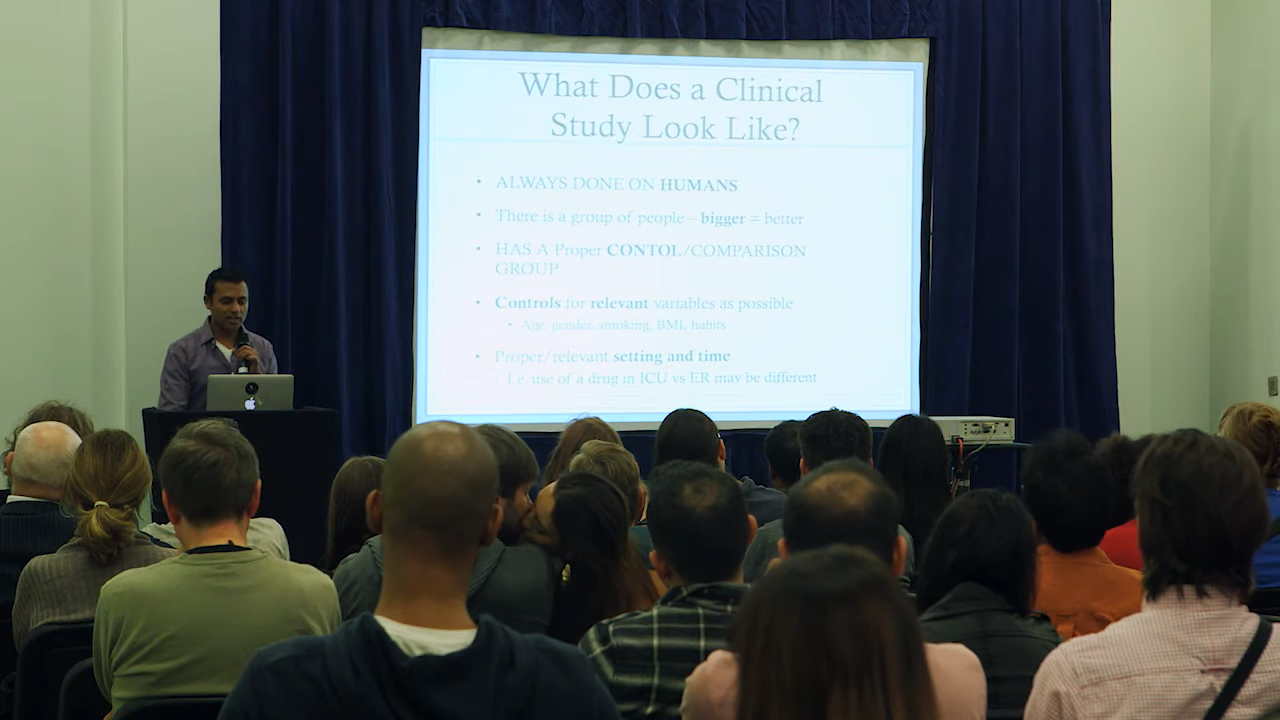 What Does a Clinical
Study Look Like?
• ALWAYS DONE ON HUMANS
• There is a group of people – bigger = better
• HAS A Proper CONTOL/COMPARISON
GROUP
• Controls for relevant variables as possible
• Age, gender, smoking, BMI, habits …
• Proper/relevant setting and time
• I.e. use of a drug in ICU vs ER may be different